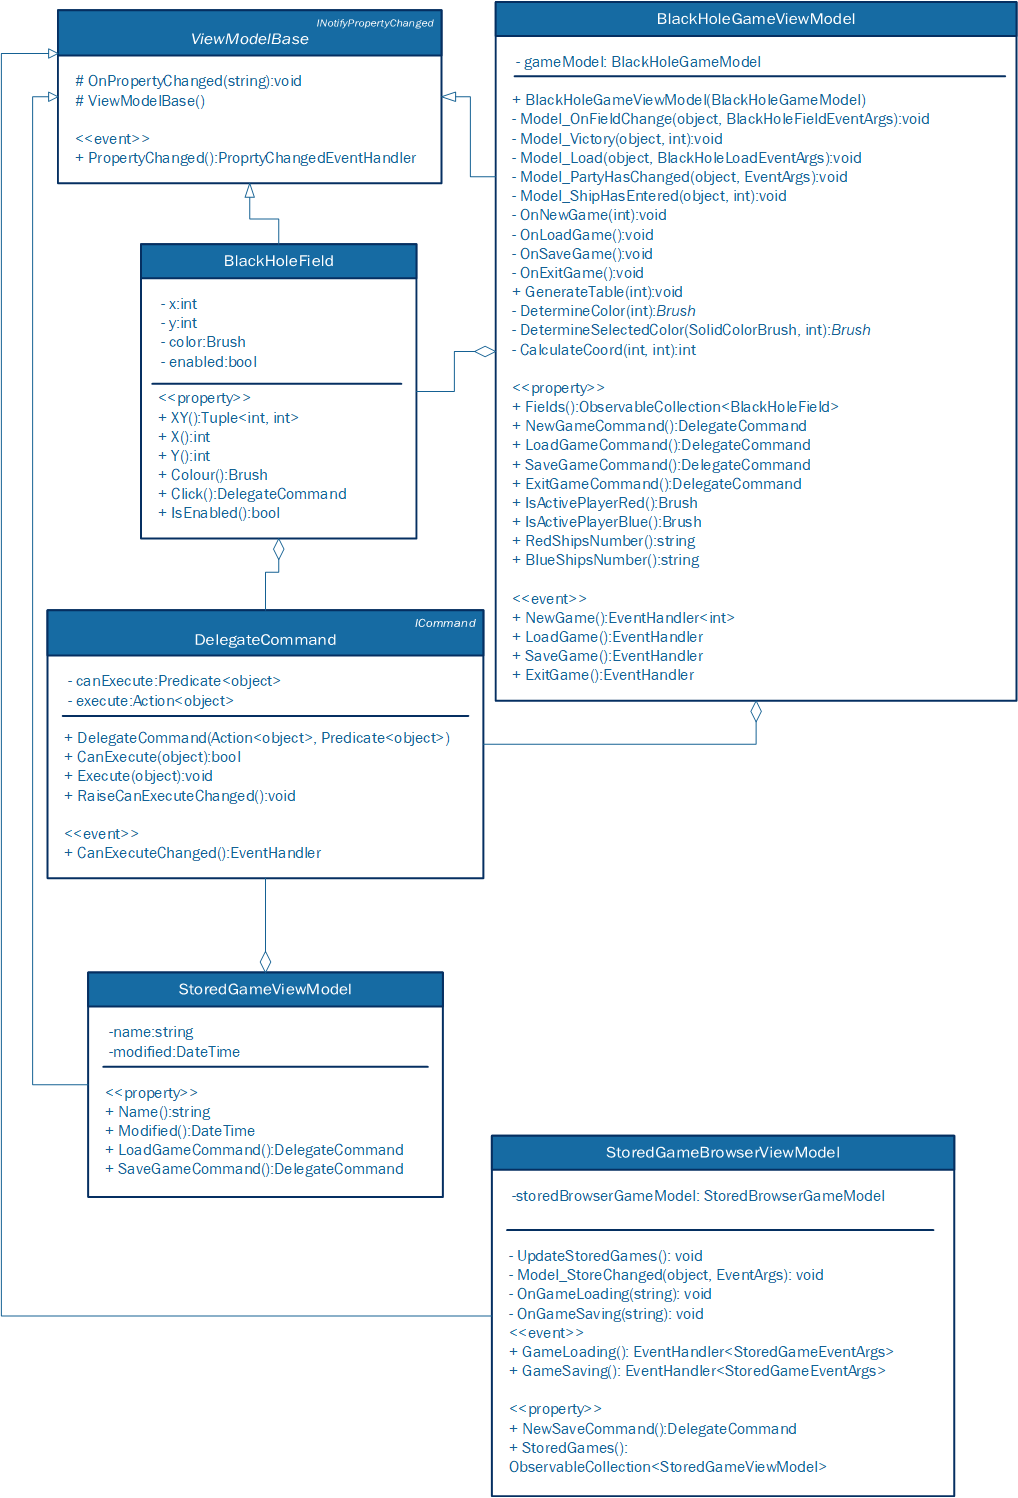 INotifyPropertyChanged
ViewModelBase
# OnPropertyChanged(string):void
# ViewModelBase()
<<event>>
+ PropertyChanged():ProprtyChangedEventHandler
BlackHoleGameViewModel
- gameModel: BlackHoleGameModel
+ BlackHoleGameViewModel(BlackHoleGameModel)
- Model_OnFieldChange(object, BlackHoleFieldEventArgs):void
- Model_Victory(object, int):void
- Model_Load(object, BlackHoleLoadEventArgs):void
- Model_PartyHasChanged(object, EventArgs):void
- Model_ShipHasEntered(object, int):void
- OnNewGame(int):void
- OnLoadGame():void
- OnSaveGame():void
- OnExitGame():void
+ GenerateTable(int):void
- DetermineColor(int):Brush
- DetermineSelectedColor(SolidColorBrush, int):Brush
- CalculateCoord(int, int):int
<<property>>
+ Fields():ObservableCollection<BlackHoleField>
+ NewGameCommand():DelegateCommand
+ LoadGameCommand():DelegateCommand
+ SaveGameCommand():DelegateCommand
+ ExitGameCommand():DelegateCommand
+ IsActivePlayerRed():Brush
+ IsActivePlayerBlue():Brush
+ RedShipsNumber():string
+ BlueShipsNumber():string
<<event>>
+ NewGame():EventHandler<int>
+ LoadGame():EventHandler
+ SaveGame():EventHandler
+ ExitGame():EventHandler
BlackHoleField
- x:int
- y:int
- color:Brush
- enabled:bool
<<property>>
+ XY():Tuple<int, int>
+ X():int
+ Y():int
+ Colour():Brush
+ Click():DelegateCommand
+ IsEnabled():bool
ICommand
DelegateCommand
- canExecute:Predicate<object>
- execute:Action<object>
+ DelegateCommand(Action<object>, Predicate<object>)
+ CanExecute(object):bool
+ Execute(object):void
+ RaiseCanExecuteChanged():void
<<event>>
+ CanExecuteChanged():EventHandler
StoredGameViewModel
-name:string
-modified:DateTime
<<property>>
+ Name():string
+ Modified():DateTime
+ LoadGameCommand():DelegateCommand
+ SaveGameCommand():DelegateCommand
StoredGameBrowserViewModel
-storedBrowserGameModel: StoredBrowserGameModel
- UpdateStoredGames(): void
- Model_StoreChanged(object, EventArgs): void
- OnGameLoading(string): void
- OnGameSaving(string): void
<<event>>
+ GameLoading(): EventHandler<StoredGameEventArgs>
+ GameSaving(): EventHandler<StoredGameEventArgs>
<<property>>
+ NewSaveCommand():DelegateCommand
+ StoredGames():
ObservableCollection<StoredGameViewModel>